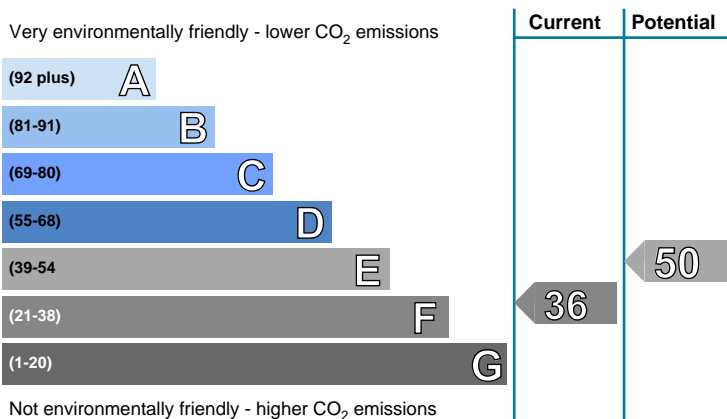 Very environmentally friendly - lower CO2 emissions
Current
Potential
(92 plus) A
(81-91) B
(69-80) C
(55-68) D
(39-54 E
50
(21-38) F
36
(1-20) G
Not environmentally friendly - higher CO2 emissions